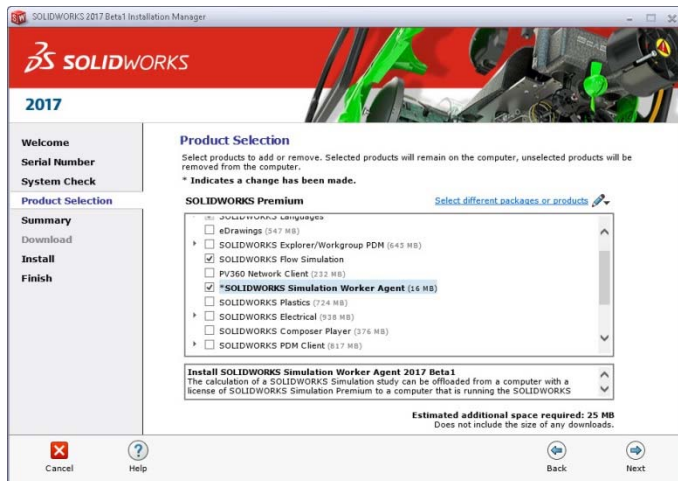 SOLIDWORKS 2017 Beta1 Installation Manager
SOLIDWORKS
2017
Welcome
Serial Number
System Check
Product Selection
Summary
Download
Install
Finish
Product Selection
Select products to add or remove. Selected products will remain on the computer, unselected products will be
removed from the computer.
* Indicates a change has been made.
SOLIDWORKS Premium
Select different packages or products
SOLIDWORKS Languages
eDrawings (547 MB)
SOLIDWORKS Explorer/Workgroup PDM (645 MB)
SOLIDWORKS Flow Simulation
PV360 Network Client (232 MB)
*SOLIDWORKS Simulation Worker Agent (16 MB)
SOLIDWORKS Plastics (724 MB)
SOLIDWORKS Electrical (938 MB)
SOLIDWORKS Composer Player (376 MB)
SOLIDWORKS PDM Client (817 MB)
Install SOLIDWORKS Simulation Worker Agent 2017 Beta1
The calculation of a SOLIDWORKS Simulation study can be offloaded from a computer with a
license of SOLIDWORKS Simulation Premium to a computer that is running the SOLIDWORKS
Estimated additional space required: 25 MB
Does not include the size of any downloads.
Cancel
Help
Back
Next